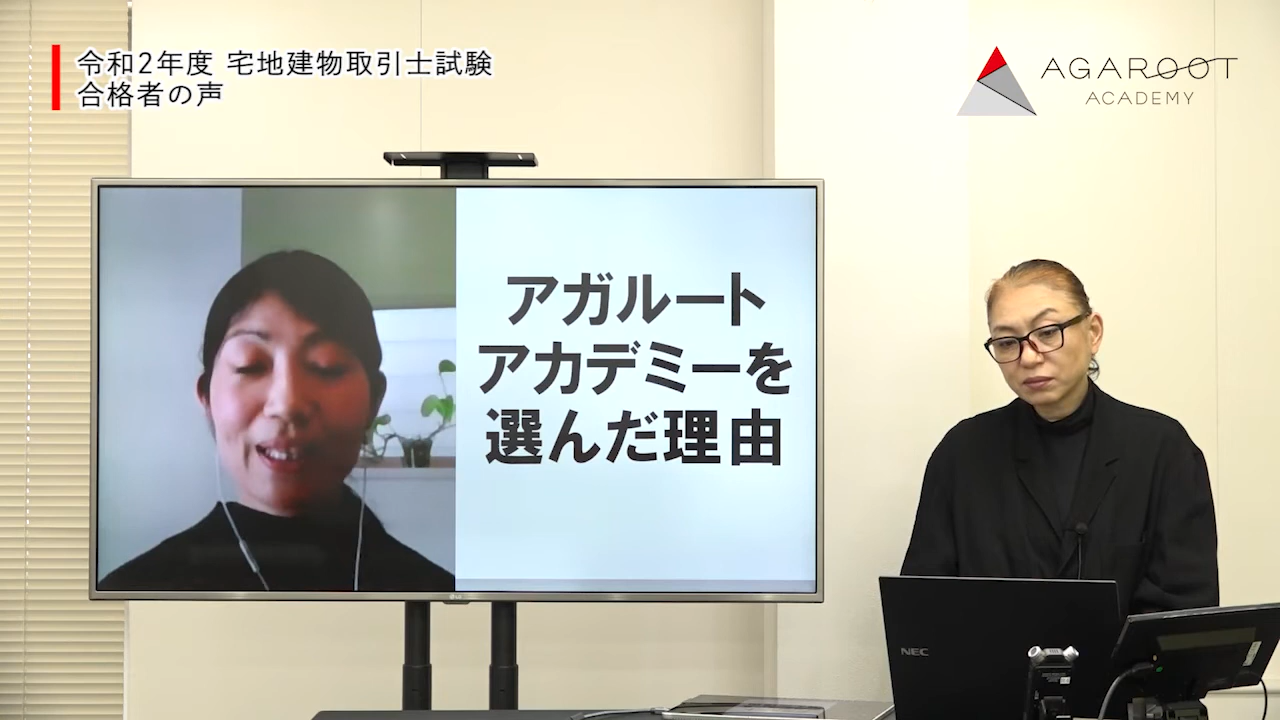 令和2年度 宅地建物取引士試験
合格者の声
AGAROOT
ACADEMY
アガルート
アカデミーを
選んだ理由
NEC